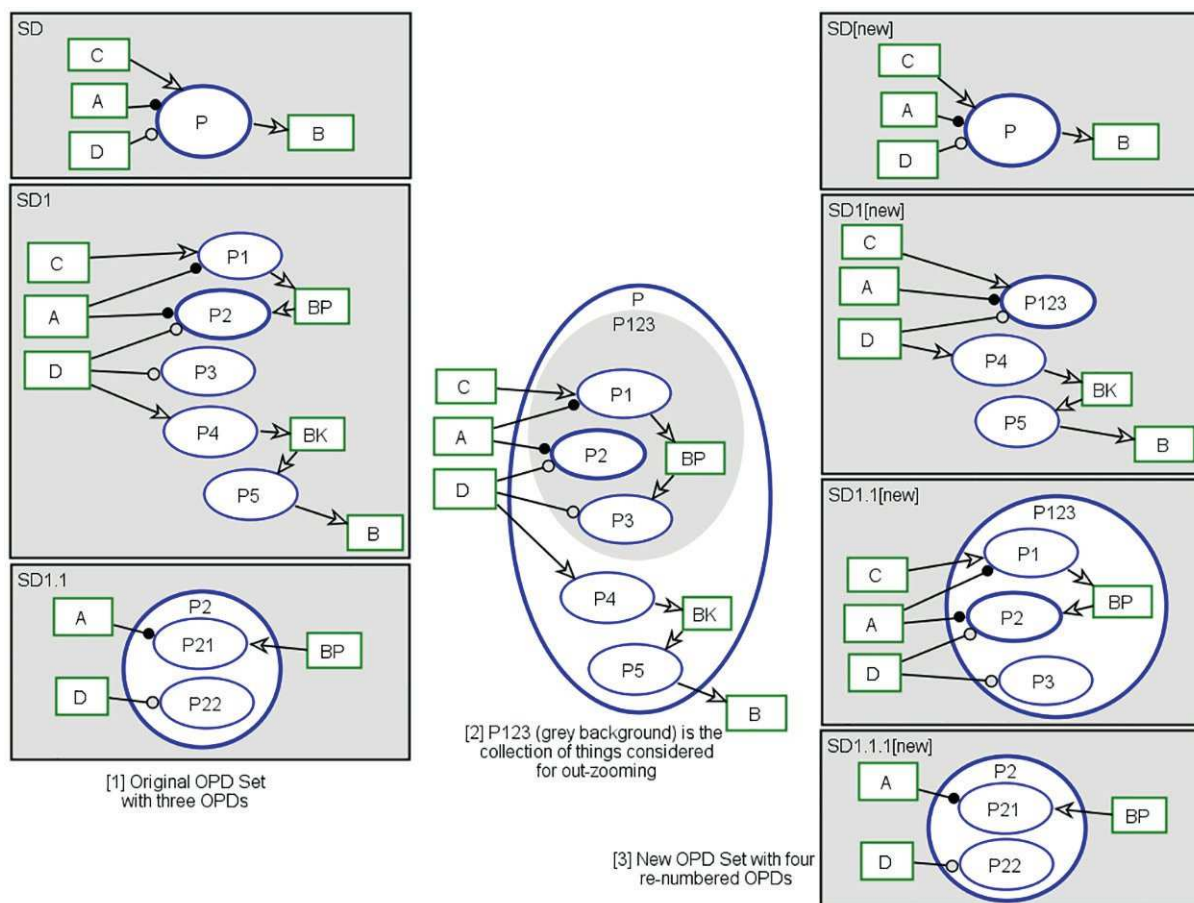 SD
C
A
P
D
B
SD1
C
P1
A
P2
BP
D
P3
P4
BK
P5
B
SD1.1
P2
A
P21
BP
D
P22
[1] Original OPD Set
with three OPDs
P
P123
C
P1
A
P2
BP
D
P3
P4
BK
P5
B
[2] P123 (grey background) is the
collection of things considered
for out-zooming
SD[new]
C
A
P
D
B
SD1[new]
C
A
P123
D
P4
BK
P5
B
SD1.1[new]
P123
P1
C
BP
A
P2
D
P3
SD1.1.1[new]
P2
A
P21
BP
D
P22
[3] New OPD Set with four
re-numbered OPDs